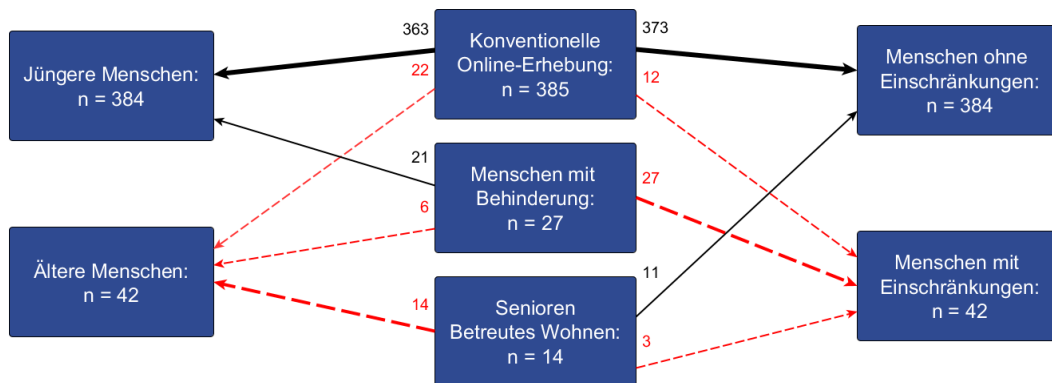 Jüngere Menschen:
n = 384
Ältere Menschen:
n = 42
363
22
21
6
14
Konventionelle
Online-Erhebung:
n = 385
Menschen mit
Behinderung:
n = 27
Senioren
Betreutes Wohnen:
n = 14
373
12
27
11
3
Menschen ohne
Einschränkungen:
n = 384
Menschen mit
Einschränkungen:
n = 42